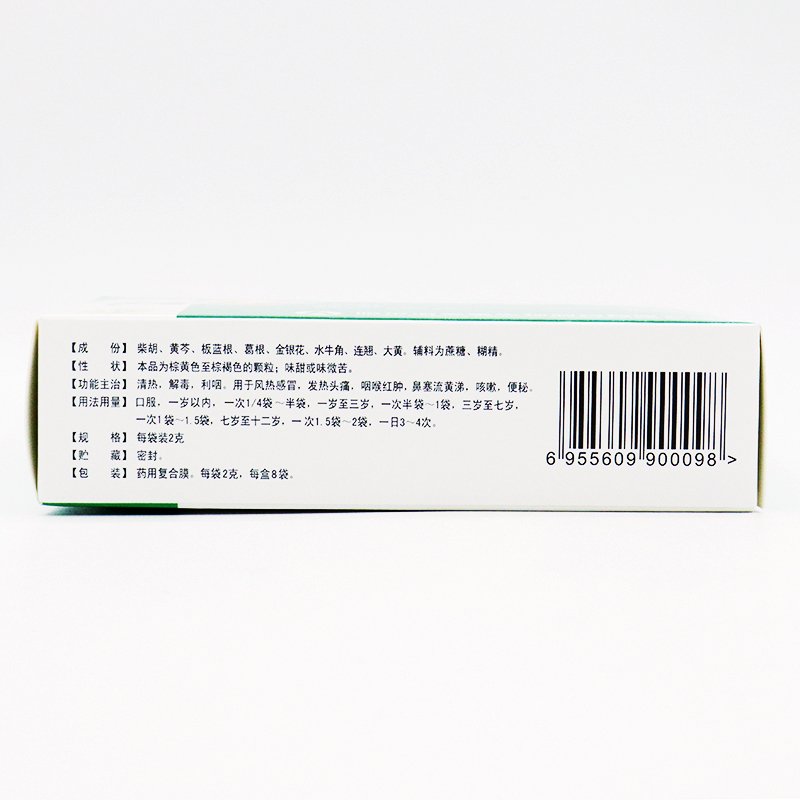 【成 份】 柴胡、黄芩、板蓝根、葛根、金银花、水牛角、连翘、大黄。辅料为蔗糖、糊精。
【性 状】 本品为棕黄色至棕褐色的颗粒；味甜或味微苦。
【功能主治】 清热，解毒，利咽。用于风热感冒，发热头痛，咽喉红肿，鼻塞流黄涕，咳嗽，便秘。
【用法用量】 口服，一岁以内，一次1/4袋～半袋，一岁至三岁，一次半袋～1袋，三岁至七岁，
一次1袋～1.5袋，七岁至十二岁，一次1.5袋～2袋，一日3～4次。
【规 格】 每袋装2克
【贮 藏】 密封。
【包 装】 药用复合膜。每袋2克，每盒8袋。
6 955609 900098 >